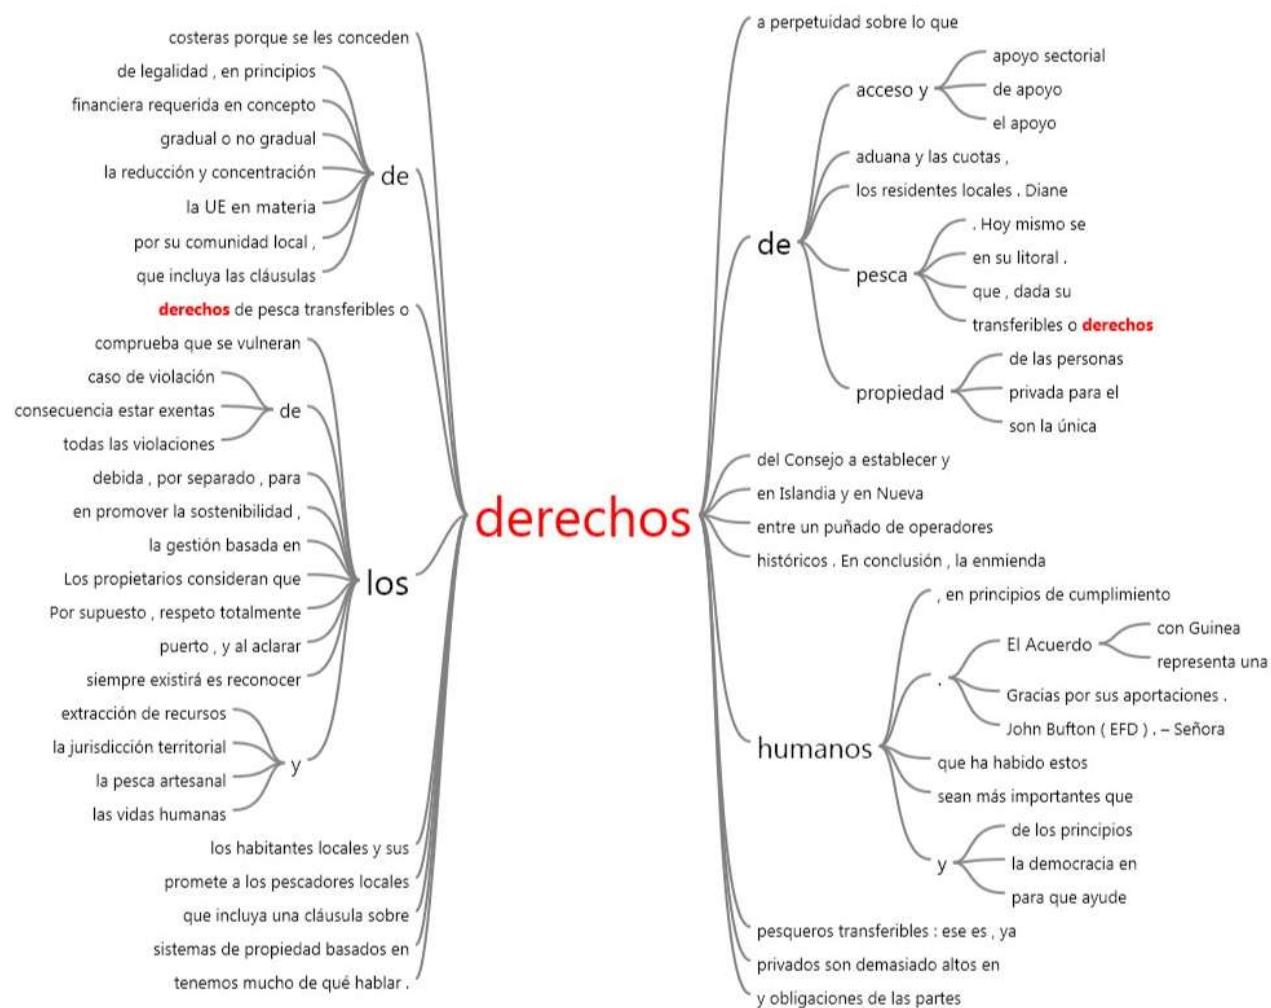 costeras porque se les conceden
de legalidad , en principios
financiera requerida en concepto
gradual o no gradual
la reducción y concentración
la UE en materia
por su comunidad local ,
que incluya las cláusulas
de
derechos de pesca transferibles o
comprueba que se vulneran
caso de violación
consecuencia estar exentas
todas las violaciones
de
debida , por separado , para
en promover la sostenibilidad ,
la gestión basada en
Los propietarios consideran que
Por supuesto , respeto totalmente
puerto , y al aclarar
siempre existirá es reconocer
extracción de recursos
la jurisdicción territorial
la pesca artesanal
las vidas humanas
y
los
los habitantes locales y sus
promete a los pescadores locales
que incluya una cláusula sobre
sistemas de propiedad basados en
tenemos mucho de qué hablar .
derechos
a perpetuidad sobre lo que
de
acceso y
apoyo sectorial
de apoyo
el apoyo
aduana y las cuotas ,
los residentes locales . Diane
pesca
. Hoy mismo se
en su litoral .
que , dada su
transferibles o derechos
propiedad
de las personas
privada para el
son la única
del Consejo a establecer y
en Islandia y en Nueva
entre un puñado de operadores
históricos . En conclusión , la enmienda
humanos
, en principios de cumplimiento
.
El Acuerdo
con Guinea
representa una
Gracias por sus aportaciones .
John Bufton ( EFD ) . – Señora
que ha habido estos
sean más importantes que
y
de los principios
la democracia en
para que ayude
pesqueros transferibles : ese es , ya
privados son demasiado altos en
y obligaciones de las partes